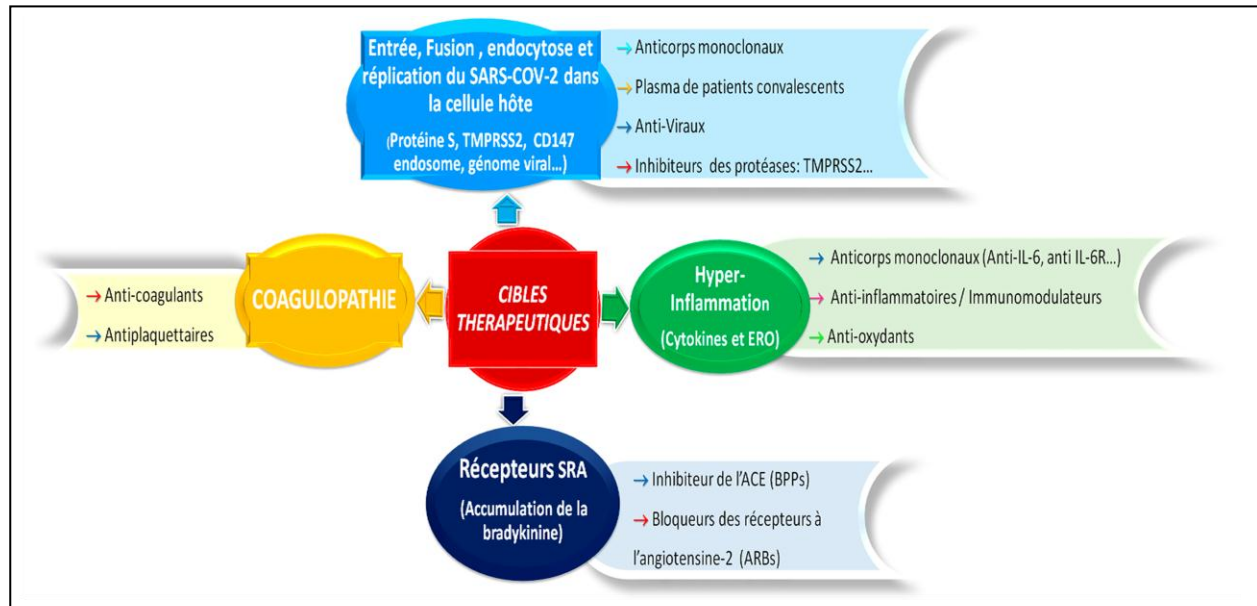 Entrée, Fusion , endocytose et
réplication du SARS-COV-2 dans
la cellule hôte
(Protéine S, TMPRSS2, CD147
endosome, génome viral...)
→ Anticorps monoclonaux
→ Plasma de patients convalescents
→ Anti-Viraux
→ Inhibiteurs des protéases: TMPRSS2...
→ Anti-coagulants
→ Antiplaquettaires
COAGULOPATHIE
CIBLES
THERAPEUTIQUES
Hyper-
Inflammation
(Cytokines et ERO)
→ Anticorps monoclonaux (Anti-IL-6, anti IL-6R...)
→ Anti-inflammatoires / Immunomodulateurs
→ Anti-oxydants
Récepteurs SRA
(Accumulation de la
bradykinine)
→ Inhibiteur de l'ACE (BPPs)
→ Bloqueurs des récepteurs à
l'angiotensine-2 (ARBs)